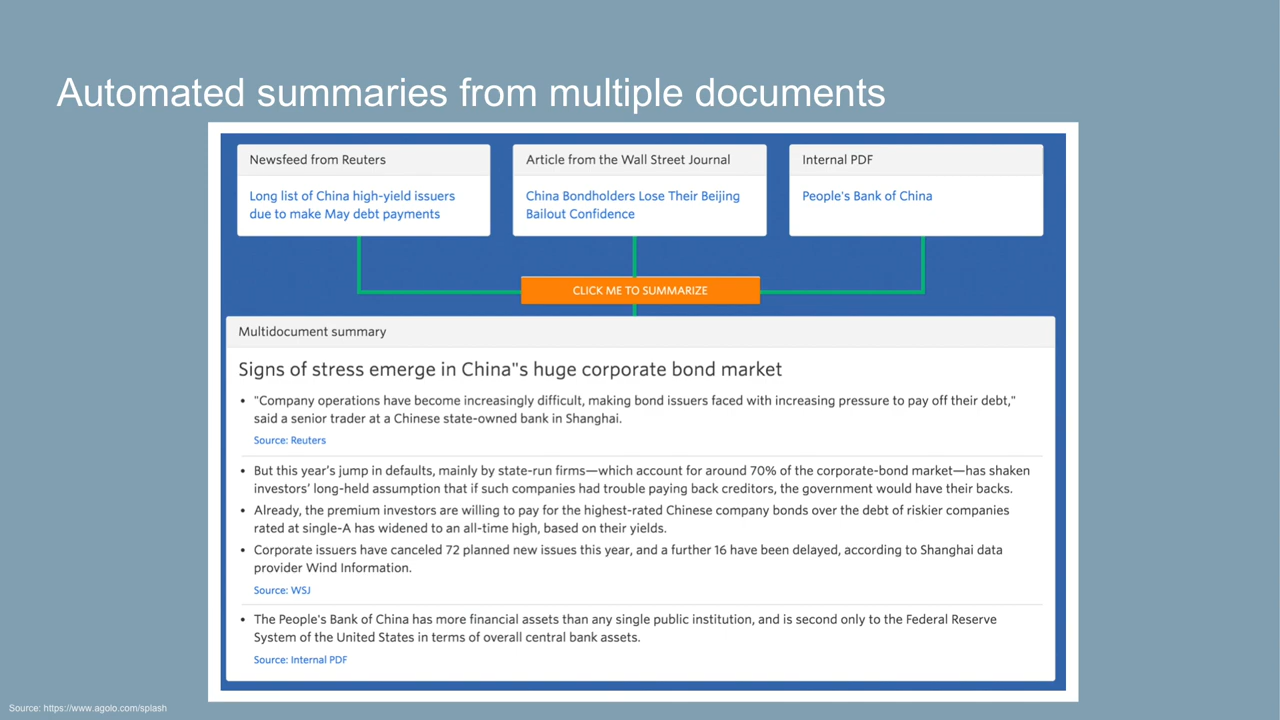 Automated summaries from multiple documents
Newsfeed from Reuters
Long list of China high-yield issuers
due to make May debt payments
Article from the Wall Street Journal
China Bondholders Lose Their Beijing
Bailout Confidence
Internal PDF
People's Bank of China
CLICK ME TO SUMMARIZE
Multidocument summary
Signs of stress emerge in China"s huge corporate bond market
• "Company operations have become increasingly difficult, making bond issuers faced with increasing pressure to pay off their debt,"
said a senior trader at a Chinese state-owned bank in Shanghai.
Source: Reuters
• But this year's jump in defaults, mainly by state-run firms—which account for around 70% of the corporate-bond market—has shaken
investors' long-held assumption that if such companies had trouble paying back creditors, the government would have their backs.
• Already, the premium investors are willing to pay for the highest-rated Chinese company bonds over the debt of riskier companies
rated at single-A has widened to an all-time high, based on their yields.
• Corporate issuers have canceled 72 planned new issues this year, and a further 16 have been delayed, according to Shanghai data
provider Wind Information.
Source: WSJ
• The People's Bank of China has more financial assets than any single public institution, and is second only to the Federal Reserve
System of the United States in terms of overall central bank assets.
Source: Internal PDF
Source: https://www.agolo.com/splash